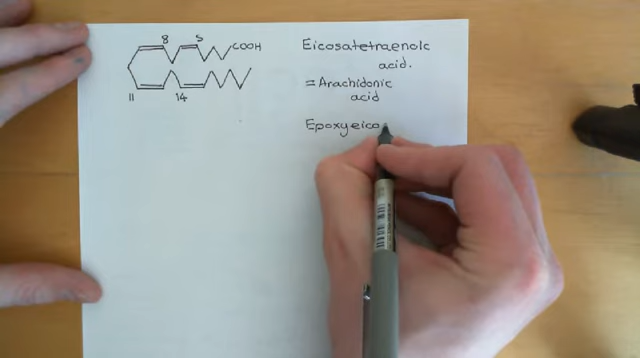 8 5
COOH
11 14
Eicosatetraenoic
acid.
= Arachidonic
acid
Epoxyeico